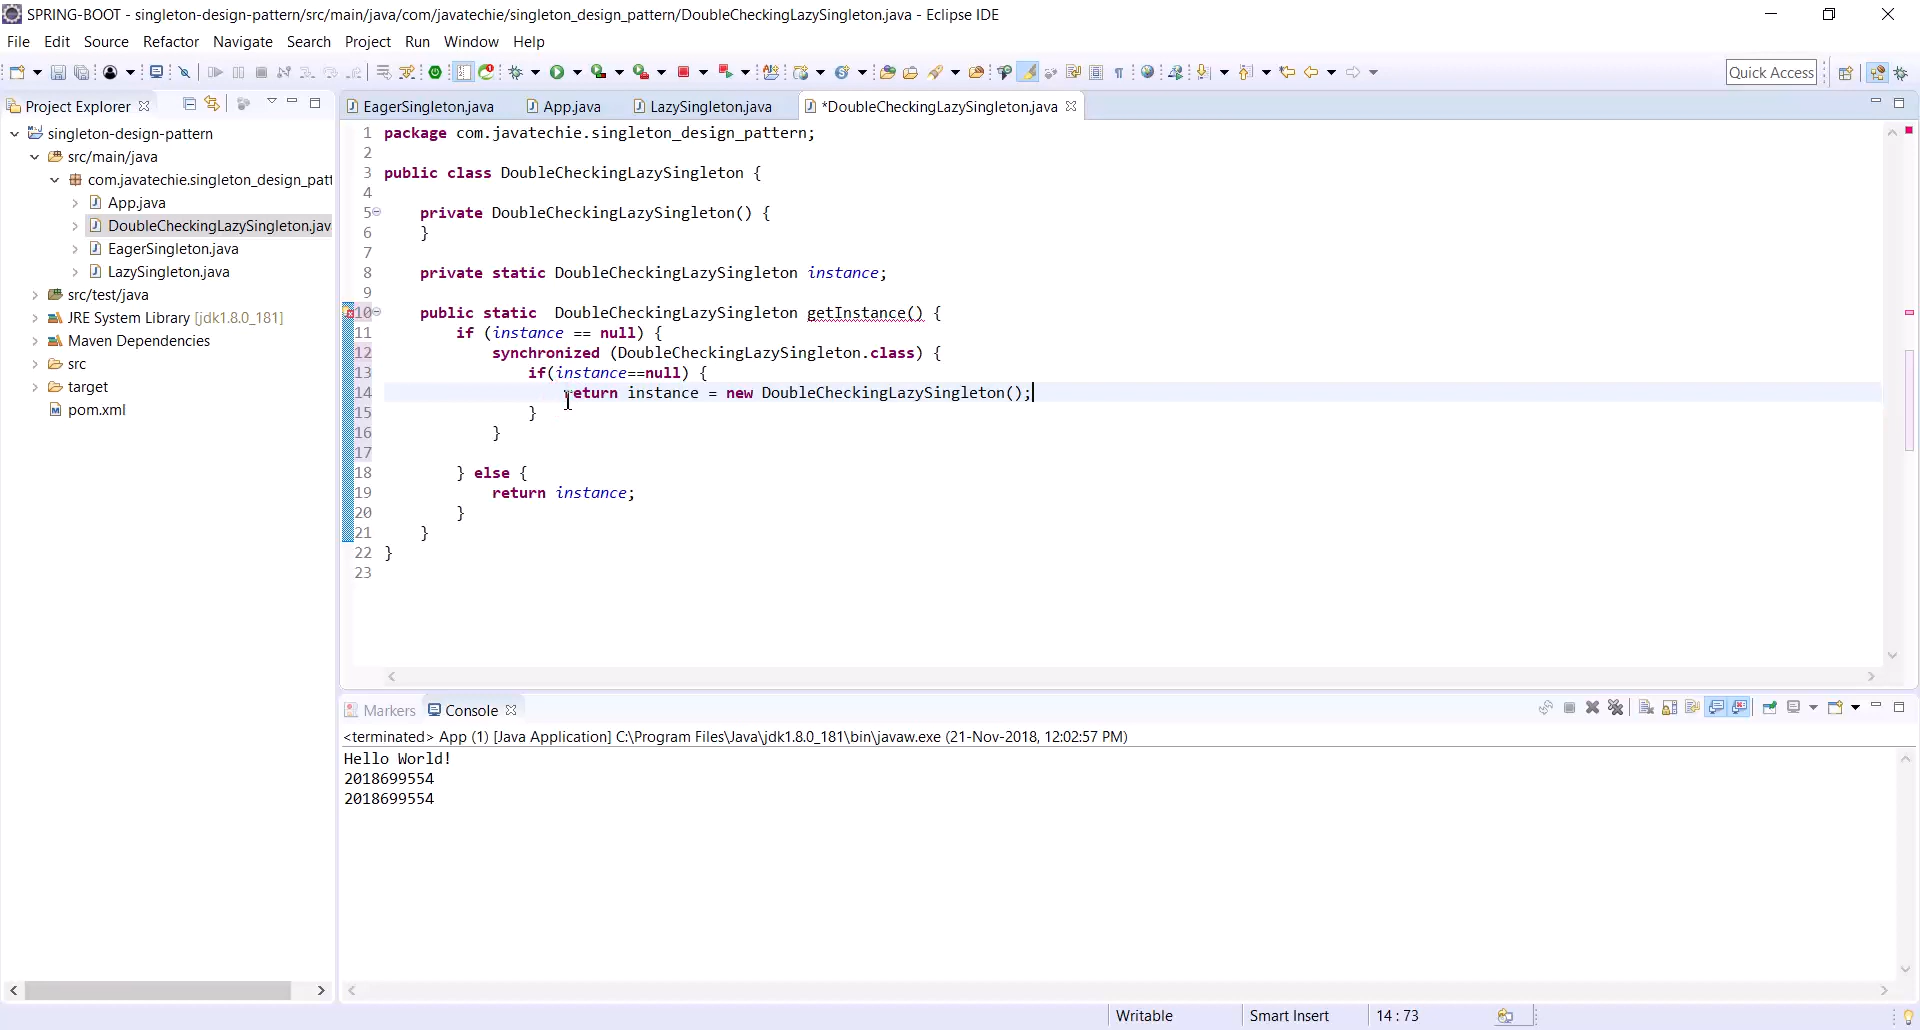 SPRING-BOOT - singleton-design-pattern/src/main/java/com/javatechie/singleton_design_pattern/DoubleCheckingLazySingleton.java - Eclipse IDE
File Edit Source Refactor Navigate Search Project Run Window Help
Quick Access
Project Explorer
EagerSingleton.java App.java LazySingleton.java *DoubleCheckingLazySingleton.java
singleton-design-pattern
src/main/java
com.javatechie.singleton_design_patt
App.java
DoubleCheckingLazySingleton.jav
EagerSingleton.java
LazySingleton.java
src/test/java
JRE System Library [jdk1.8.0_181]
Maven Dependencies
src
target
pom.xml
1 package com.javatechie.singleton_design_pattern;
2
3 public class DoubleCheckingLazySingleton {
4
5 private DoubleCheckingLazySingleton() {
6 }
7
8 private static DoubleCheckingLazySingleton instance;
9
10 public static  DoubleCheckingLazySingleton getInstance() {
11 if (instance == null) {
12 synchronized (DoubleCheckingLazySingleton.class) {
13 if(instance==null) {
14 return instance = new DoubleCheckingLazySingleton();
15 }
16 }
17
18 } else {
19 return instance;
20 }
21 }
22 }
23
Markers Console
<terminated> App (1) [Java Application] C:\Program Files\Java\jdk1.8.0_181\bin\javaw.exe (21-Nov-2018, 12:02:57 PM)
Hello World!
2018699554
2018699554
Writable Smart Insert 14 : 73